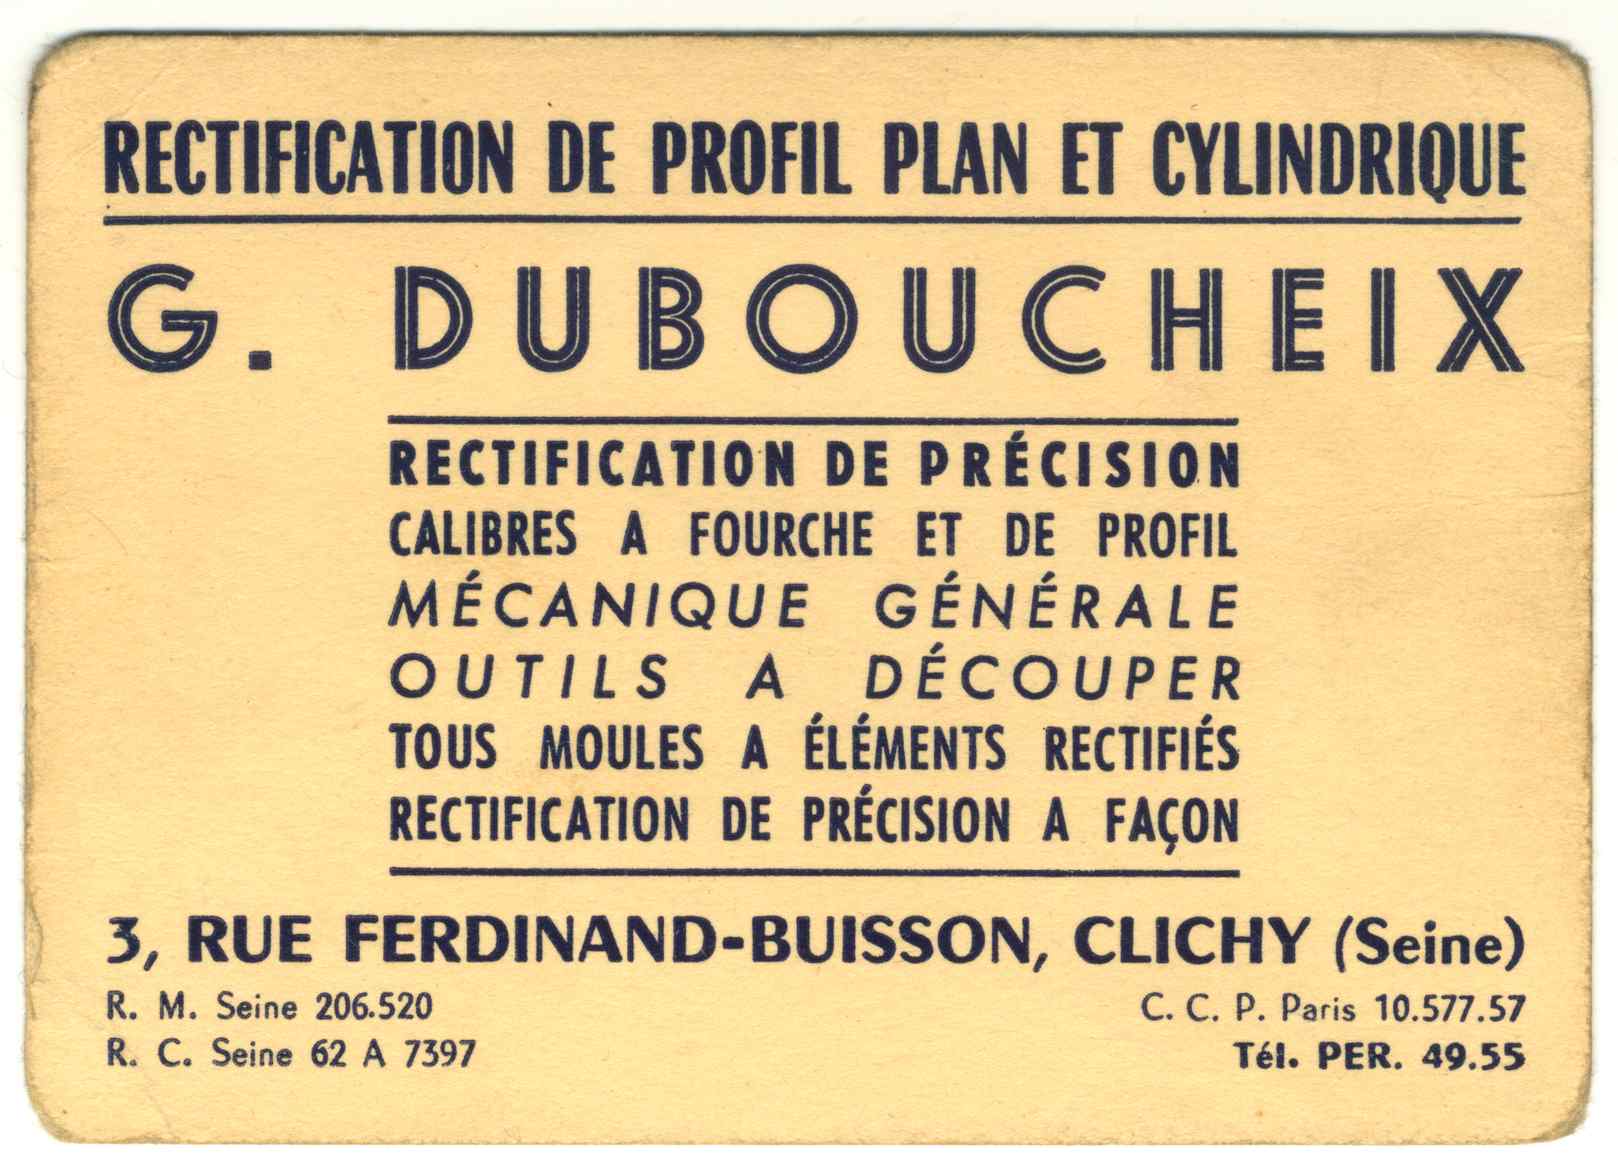 RECTIFICATION DE PROFIL PLAN ET CYLINDRIQUE
G. DUBOUCHEIX
RECTIFICATION DE PRÉCISION
CALIBRES A FOURCHE ET DE PROFIL
MÉCANIQUE GÉNÉRALE
OUTILS A DÉCOUPER
TOUS MOULES A ÉLÉMENTS RECTIFIÉS
RECTIFICATION DE PRÉCISION A FAÇON
3, RUE FERDINAND-BUISSON, CLICHY (Seine)
R. M. Seine 206.520
R. C. Seine 62 A 7397
C. C. P. Paris 10.577.57
Tél. PER. 49.55